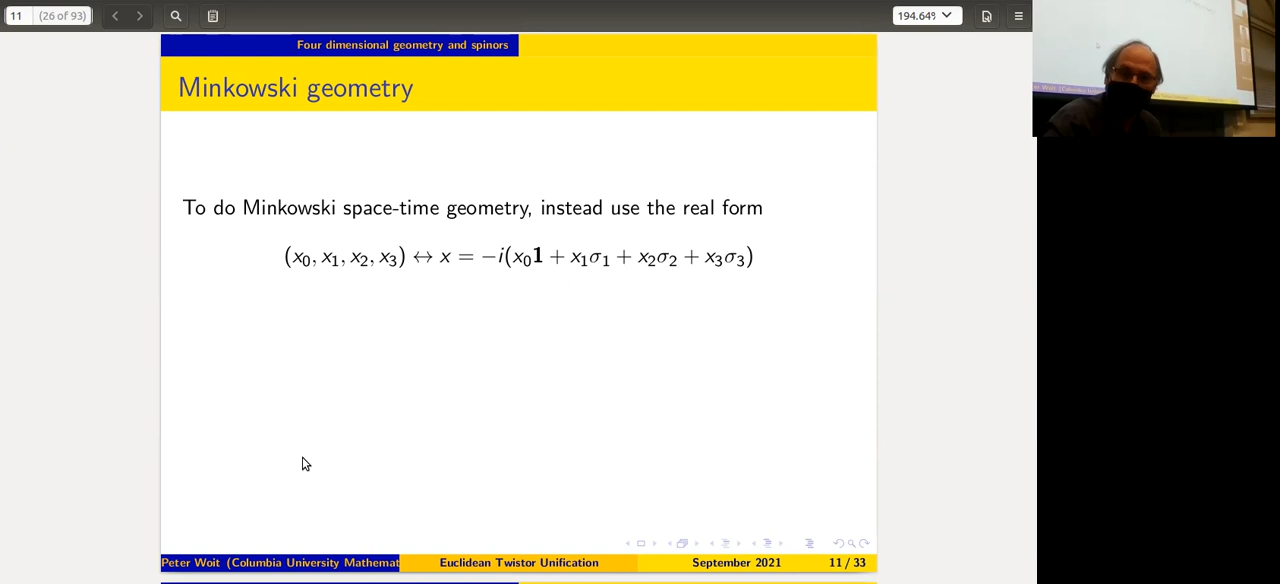 11 (26 of 93) 194.64%
Four dimensional geometry and spinors
Minkowski geometry
To do Minkowski space-time geometry, instead use the real form
(x₀, x₁, x₂, x₃) ↔ x = −i(x₀1 + x₁σ₁ + x₂σ₂ + x₃σ₃)
Peter Woit (Columbia University Mathemat Euclidean Twistor Unification September 2021 11 / 33